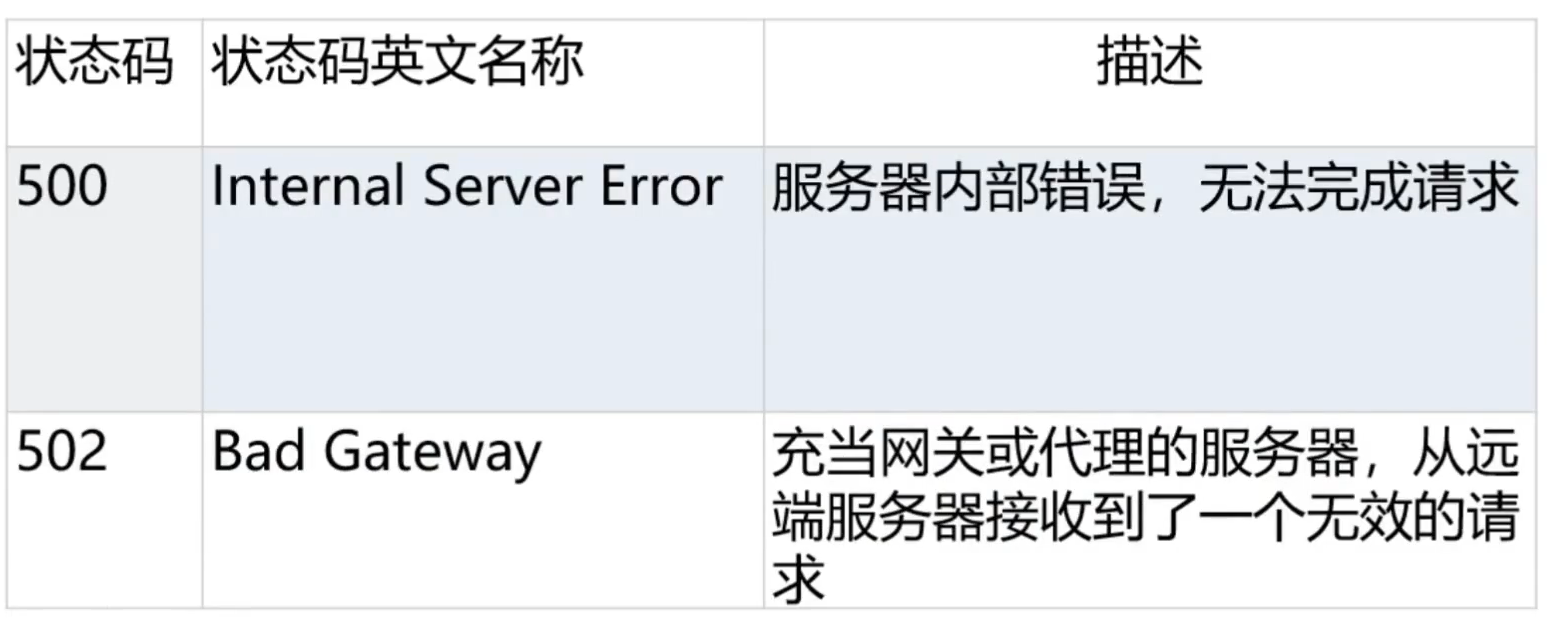 状态码 状态码英文名称 描述
500 Internal Server Error 服务器内部错误，无法完成请求
502 Bad Gateway 充当网关或代理的服务器，从远
端服务器接收到了一个无效的请
求